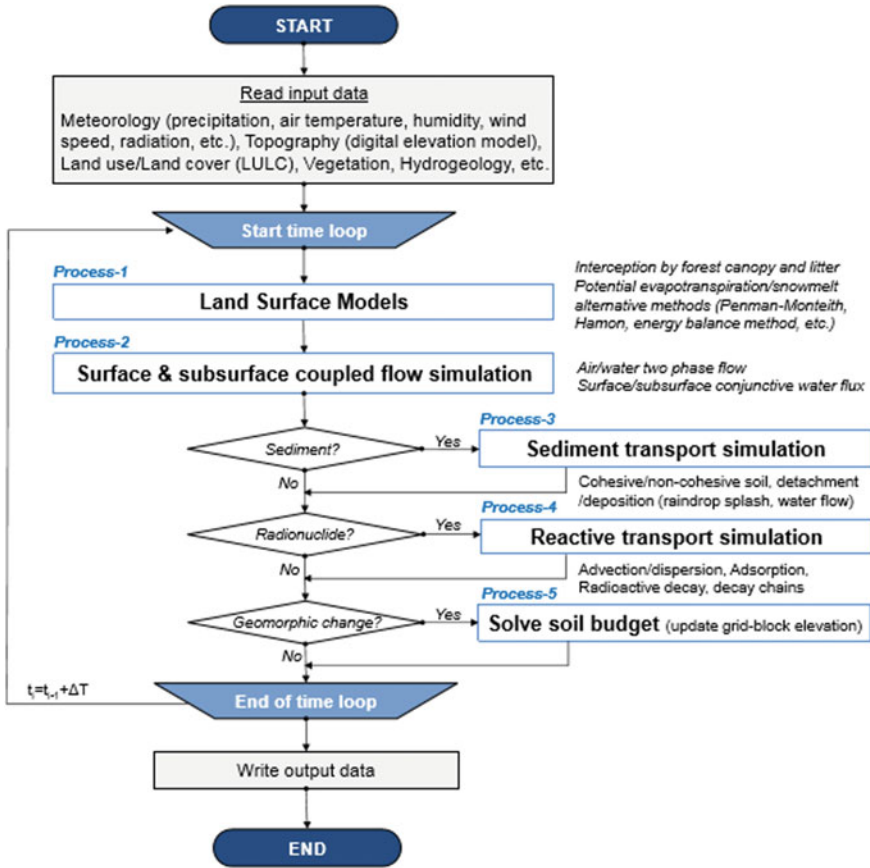 START
Read input data
Meteorology (precipitation, air temperature, humidity, wind
speed, radiation, etc.), Topography (digital elevation model),
Land use/Land cover (LULC), Vegetation, Hydrogeology, etc.
Start time loop
Process-1
Land Surface Models
Interception by forest canopy and litter
Potential evapotranspiration/snowmelt
alternative methods (Penman-Monteith,
Hamon, energy balance method, etc.)
Process-2
Surface & subsurface coupled flow simulation
Air/water two phase flow
Surface/subsurface conjunctive water flux
Sediment?
Yes
Process-3
Sediment transport simulation
No
Cohesive/non-cohesive soil, detachment
/deposition (raindrop splash, water flow)
Radionuclide?
Yes
Process-4
Reactive transport simulation
No
Advection/dispersion, Adsorption,
Radioactive decay, decay chains
Geomorphic change?
Yes
Process-5
Solve soil budget (update grid-block elevation)
No
tᵢ=tᵢ₋₁+ΔT
End of time loop
Write output data
END